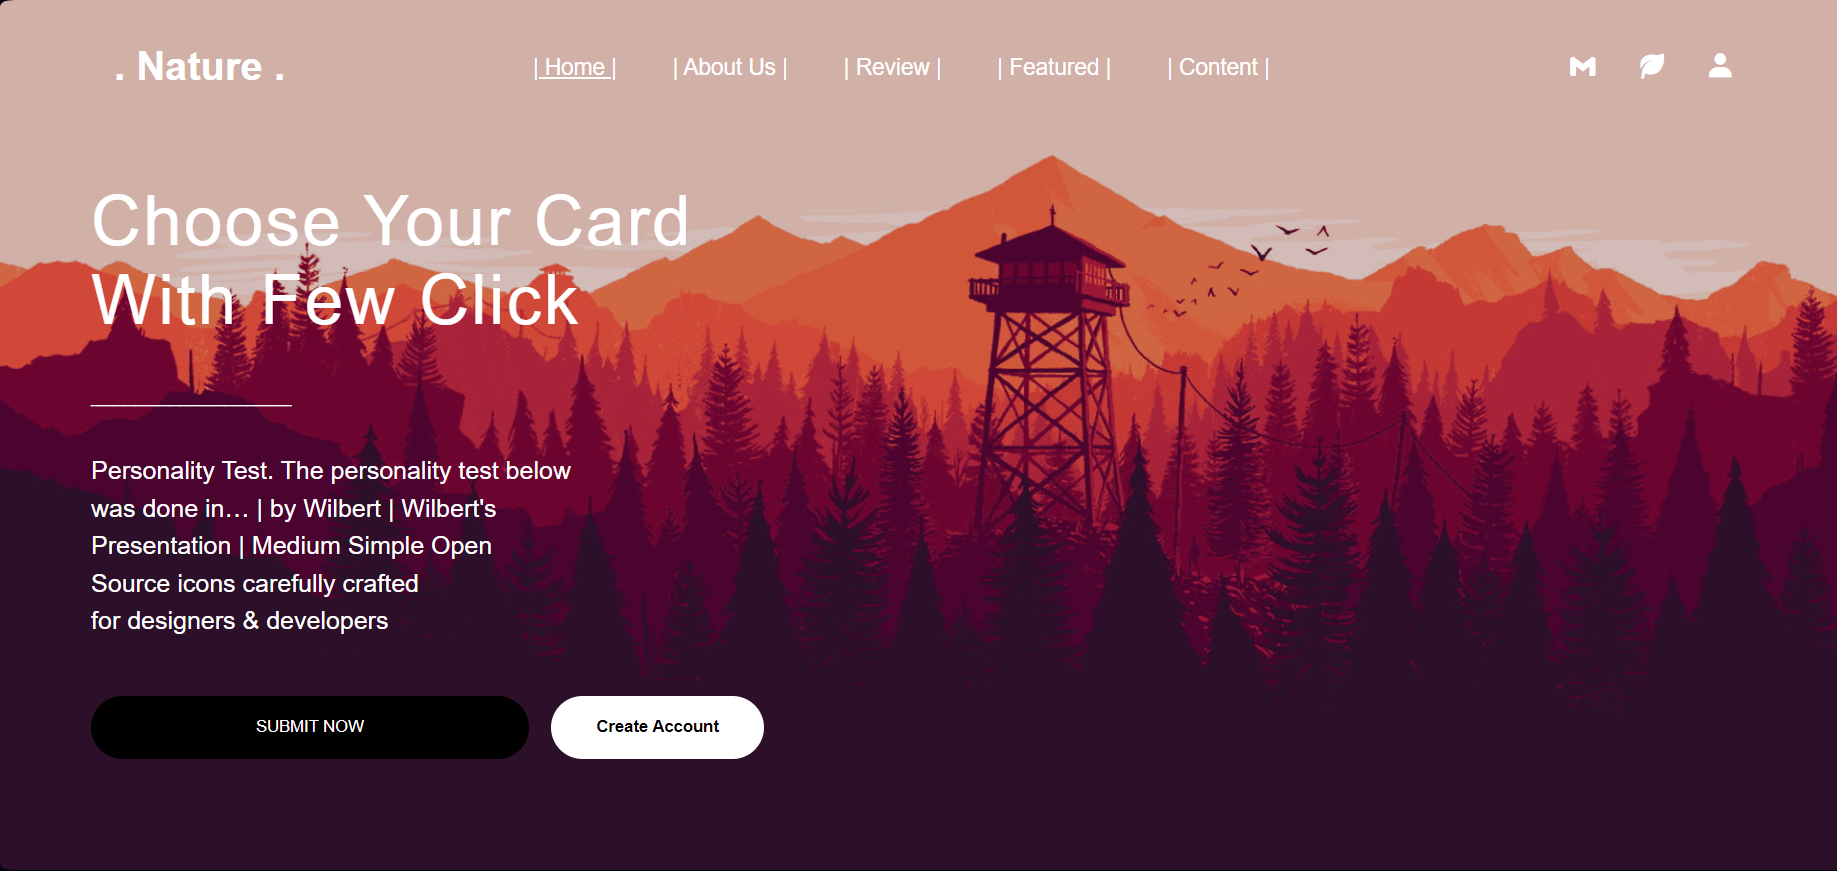 . Nature .
| Home |
| About Us |
| Review |
| Featured |
| Content |
Choose Your Card
With Few Click
Personality Test. The personality test below
was done in… | by Wilbert | Wilbert's
Presentation | Medium Simple Open
Source icons carefully crafted
for designers & developers
SUBMIT NOW
Create Account